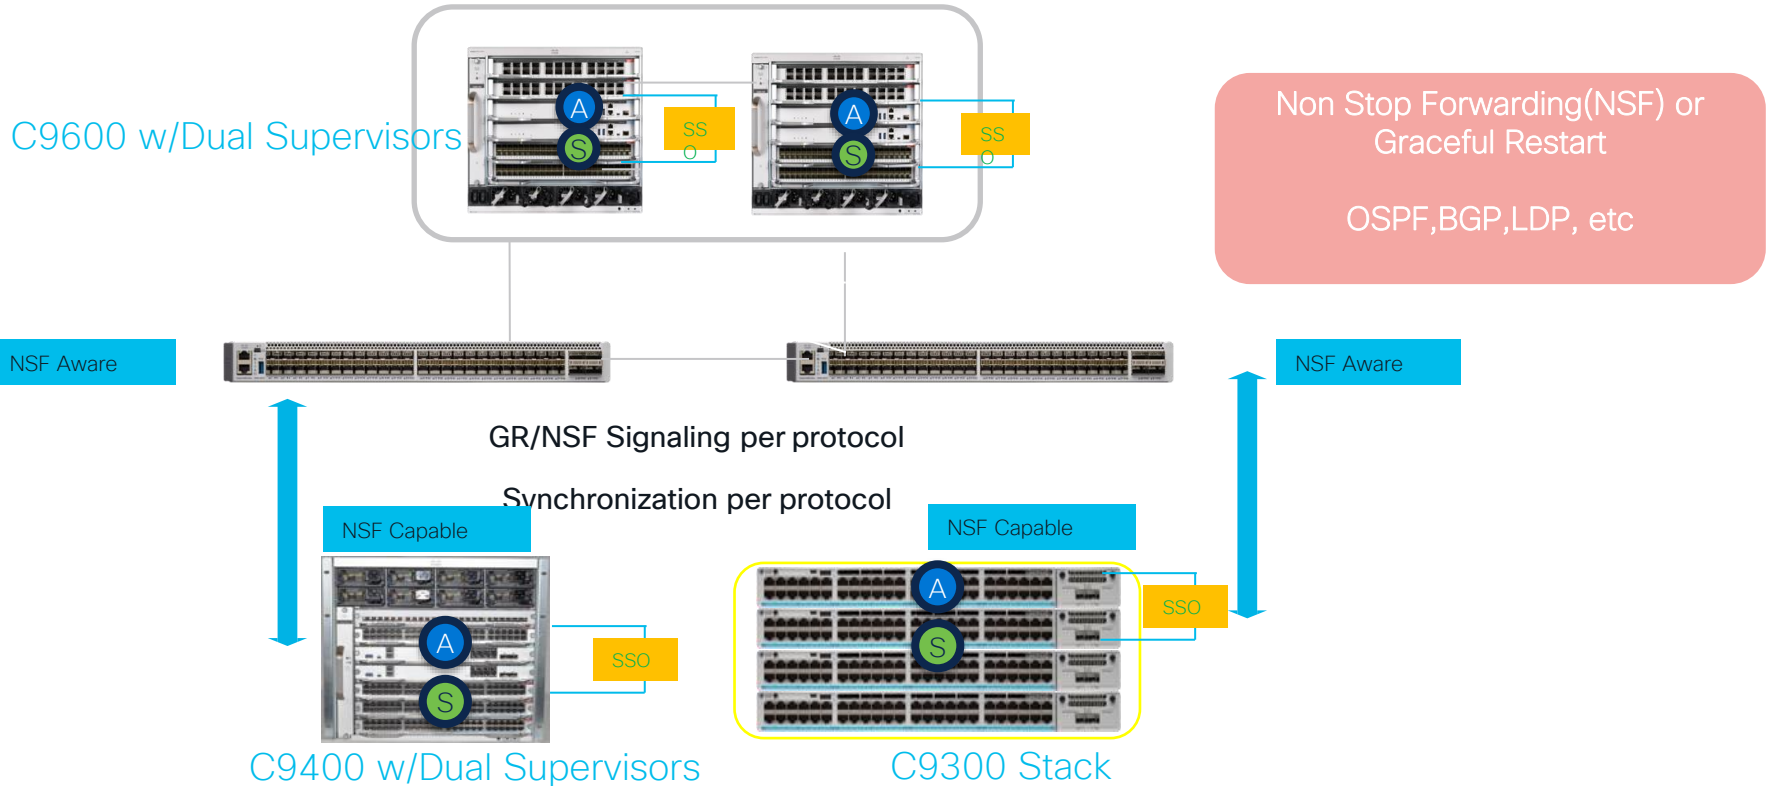 C9600 w/Dual Supervisors
A
S
SS
O
A
S
SS
O
Non Stop Forwarding(NSF) or
Graceful Restart
OSPF,BGP,LDP, etc
NSF Aware
NSF Aware
GR/NSF Signaling per protocol
Synchronization per protocol
NSF Capable
NSF Capable
A
S
SSO
A
S
SSO
C9400 w/Dual Supervisors
C9300 Stack